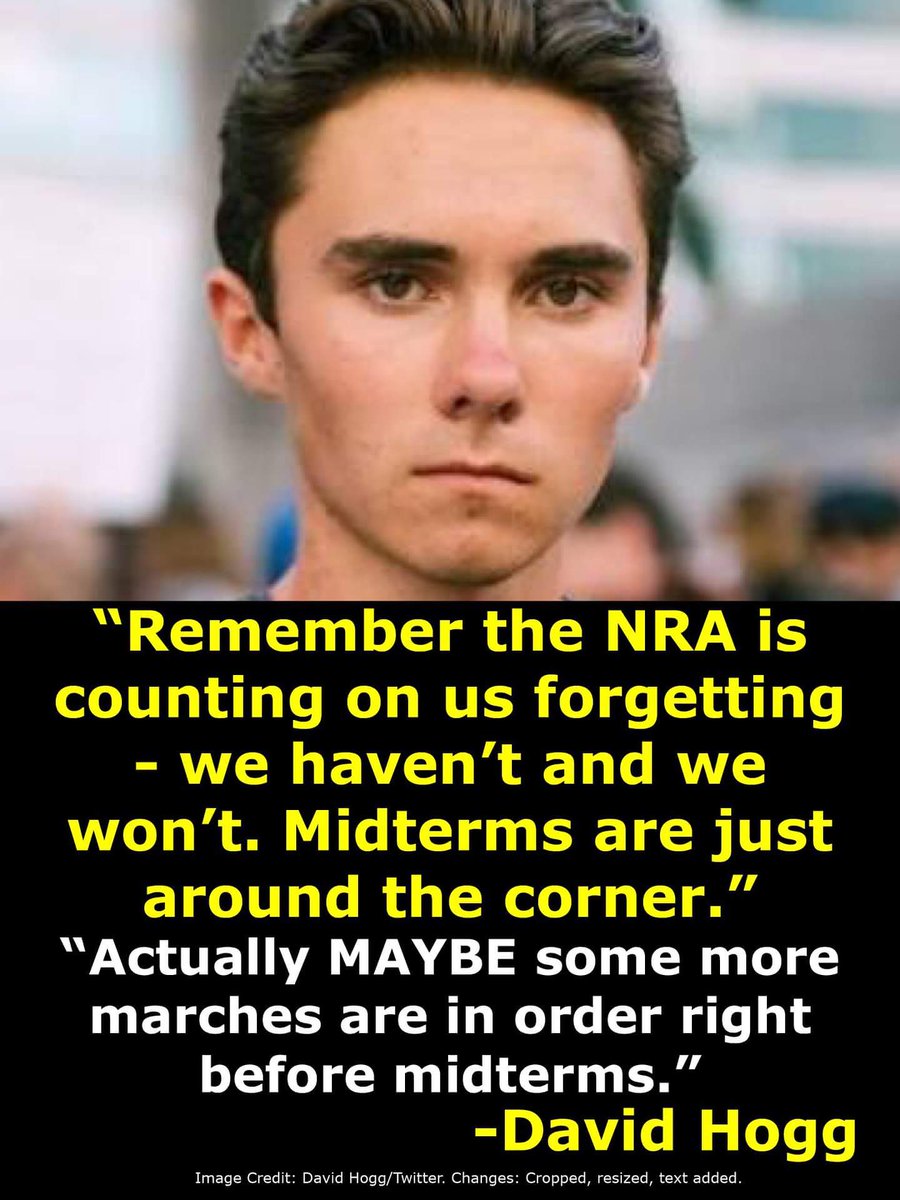 “Remember the NRA is
counting on us forgetting
- we haven’t and we
won’t. Midterms are just
around the corner.”
“Actually MAYBE some more
marches are in order right
before midterms.”
-David Hogg
Image Credit: David Hogg/Twitter. Changes: Cropped, resized, text added.